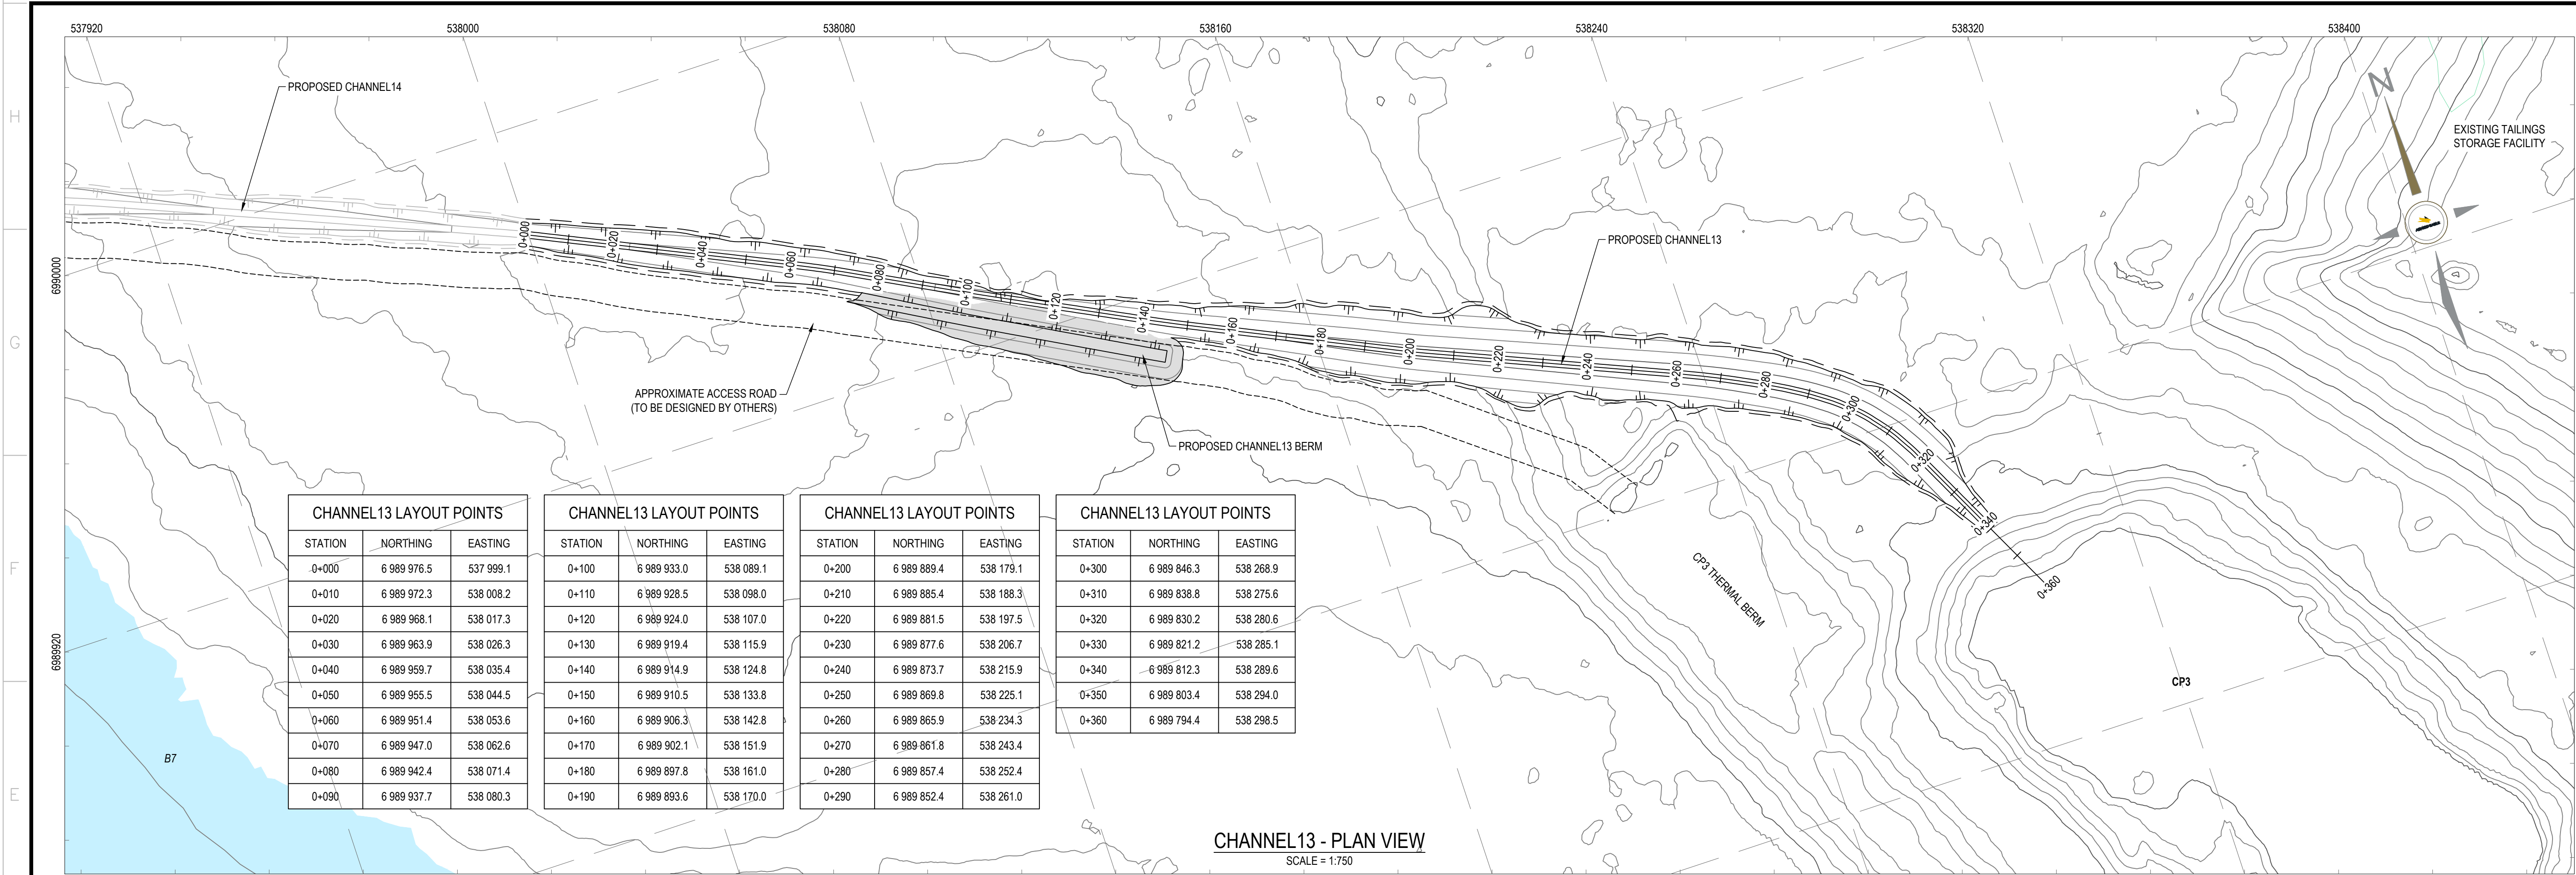 537920 538000 538080 538160 538240 538320 538400
H
G
F
E
6990000
6989920
PROPOSED CHANNEL14
N
EXISTING TAILINGS
STORAGE FACILITY
0+000 0+020 0+040 0+060 0+080 0+100 0+120 0+140 0+160 0+180 0+200 0+220 0+240 0+260 0+280 0+300 0+320 0+340 0+360
PROPOSED CHANNEL13
APPROXIMATE ACCESS ROAD
(TO BE DESIGNED BY OTHERS)
PROPOSED CHANNEL13 BERM
CP3 THERMAL BERM
CP3
B7
CHANNEL13 LAYOUT POINTS
STATION NORTHING EASTING
0+000 6 989 976.5 537 999.1
0+010 6 989 972.3 538 008.2
0+020 6 989 968.1 538 017.3
0+030 6 989 963.9 538 026.3
0+040 6 989 959.7 538 035.4
0+050 6 989 955.5 538 044.5
0+060 6 989 951.4 538 053.6
0+070 6 989 947.0 538 062.6
0+080 6 989 942.4 538 071.4
0+090 6 989 937.7 538 080.3
CHANNEL13 LAYOUT POINTS
STATION NORTHING EASTING
0+100 6 989 933.0 538 089.1
0+110 6 989 928.5 538 098.0
0+120 6 989 924.0 538 107.0
0+130 6 989 919.4 538 115.9
0+140 6 989 914.9 538 124.8
0+150 6 989 910.5 538 133.8
0+160 6 989 906.3 538 142.8
0+170 6 989 902.1 538 151.9
0+180 6 989 897.8 538 161.0
0+190 6 989 893.6 538 170.0
CHANNEL13 LAYOUT POINTS
STATION NORTHING EASTING
0+200 6 989 889.4 538 179.1
0+210 6 989 885.4 538 188.3
0+220 6 989 881.5 538 197.5
0+230 6 989 877.6 538 206.7
0+240 6 989 873.7 538 215.9
0+250 6 989 869.8 538 225.1
0+260 6 989 865.9 538 234.3
0+270 6 989 861.8 538 243.4
0+280 6 989 857.4 538 252.4
0+290 6 989 852.4 538 261.0
CHANNEL13 LAYOUT POINTS
STATION NORTHING EASTING
0+300 6 989 846.3 538 268.9
0+310 6 989 838.8 538 275.6
0+320 6 989 830.2 538 280.6
0+330 6 989 821.2 538 285.1
0+340 6 989 812.3 538 289.6
0+350 6 989 803.4 538 294.0
0+360 6 989 794.4 538 298.5
CHANNEL13 - PLAN VIEW
SCALE = 1:750